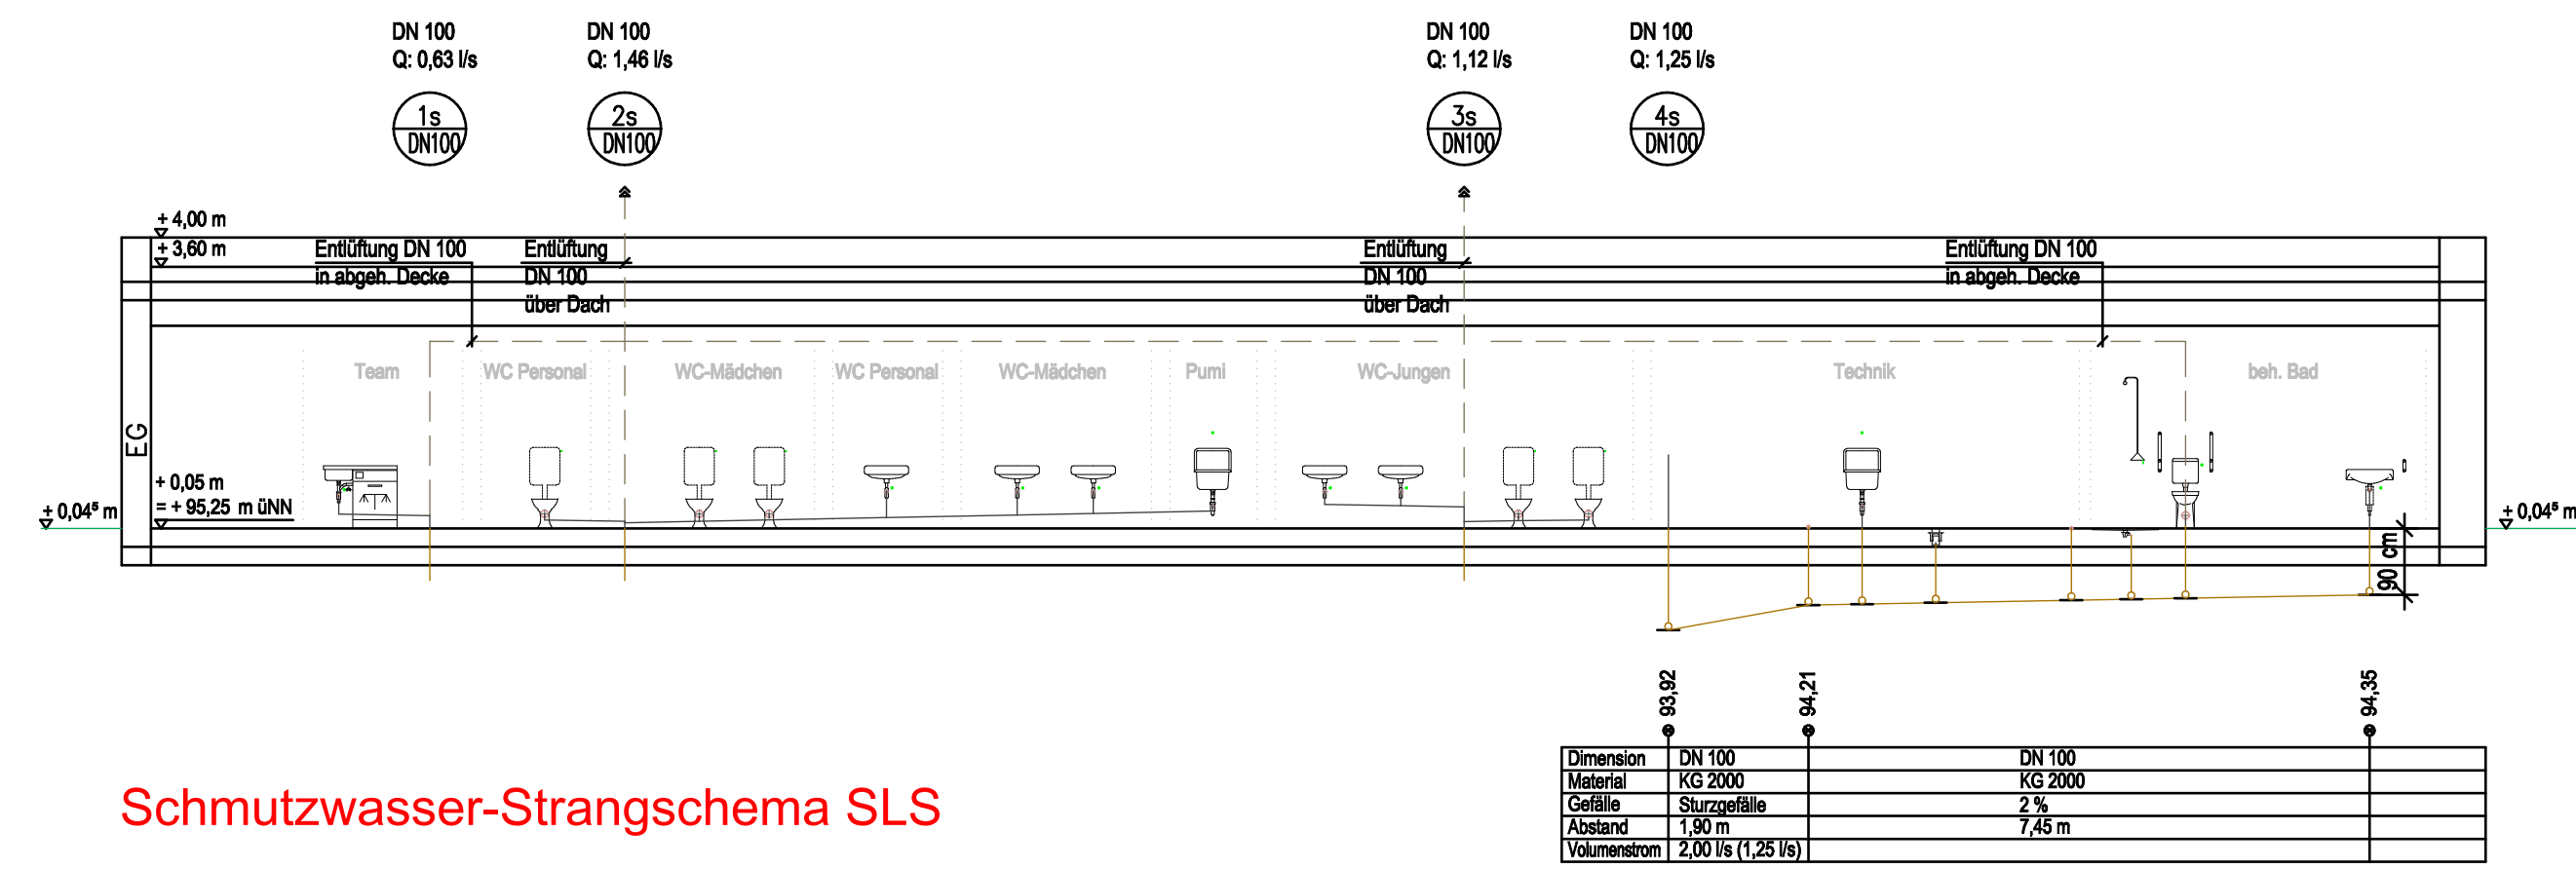 DN 100
Q: 0,63 l/s
DN 100
Q: 1,46 l/s
DN 100
Q: 1,12 l/s
DN 100
Q: 1,25 l/s
1s
DN100
2s
DN100
3s
DN100
4s
DN100
+ 4,00 m
+ 3,60 m
Entlüftung DN 100
in abgeh. Decke
Entlüftung
DN 100
über Dach
Entlüftung
DN 100
über Dach
Entlüftung DN 100
in abgeh. Decke
Team
WC Personal
WC-Mädchen
WC Personal
WC-Mädchen
Pumi
WC-Jungen
Technik
beh. Bad
EG
+ 0,05 m
= + 95,25 m üNN
+ 0,04⁵ m
+ 0,04⁵ m
90 cm
93,92
94,21
94,35
Dimension DN 100 DN 100
Material KG 2000 KG 2000
Gefälle Sturzgefälle 2 %
Abstand 1,90 m 7,45 m
Volumenstrom 2,00 l/s (1,25 l/s)
Schmutzwasser-Strangschema SLS